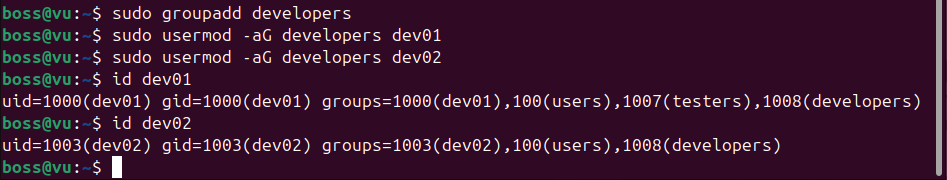 boss@vu:~$ sudo groupadd developers
boss@vu:~$ sudo usermod -aG developers dev01
boss@vu:~$ sudo usermod -aG developers dev02
boss@vu:~$ id dev01
uid=1000(dev01) gid=1000(dev01) groups=1000(dev01),100(users),1007(testers),1008(developers)
boss@vu:~$ id dev02
uid=1003(dev02) gid=1003(dev02) groups=1003(dev02),100(users),1008(developers)
boss@vu:~$